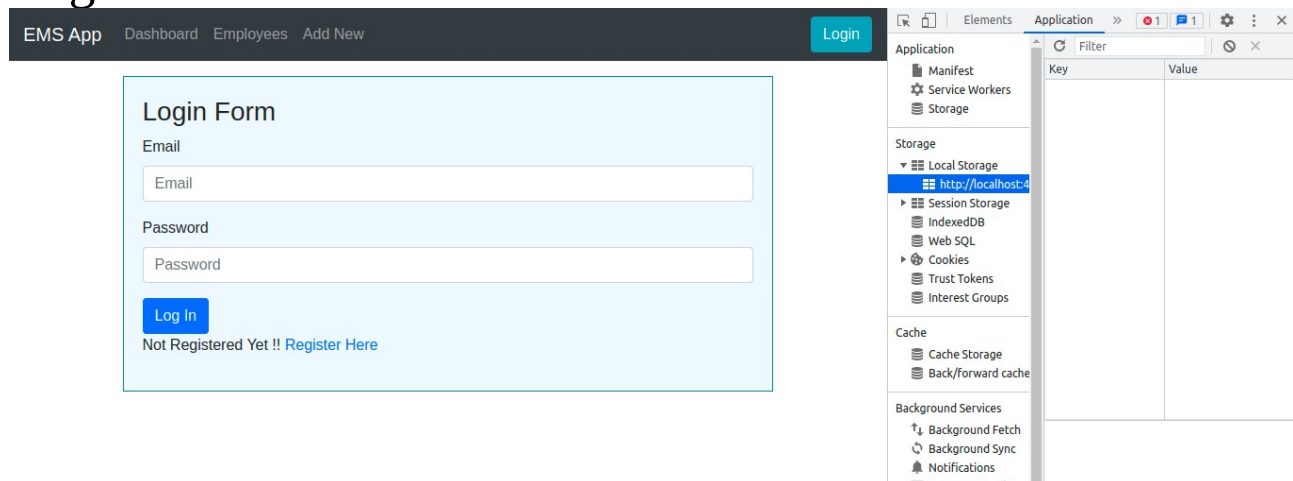 EMS App Dashboard Employees Add New Login
Login Form
Email
Email
Password
Password
Log In
Not Registered Yet !! Register Here
Elements Application » 1 1
Application
Manifest
Service Workers
Storage
Storage
Local Storage
http://localhost:4
Session Storage
IndexedDB
Web SQL
Cookies
Trust Tokens
Interest Groups
Cache
Cache Storage
Back/forward cache
Background Services
Background Fetch
Background Sync
Notifications
Filter
Key Value